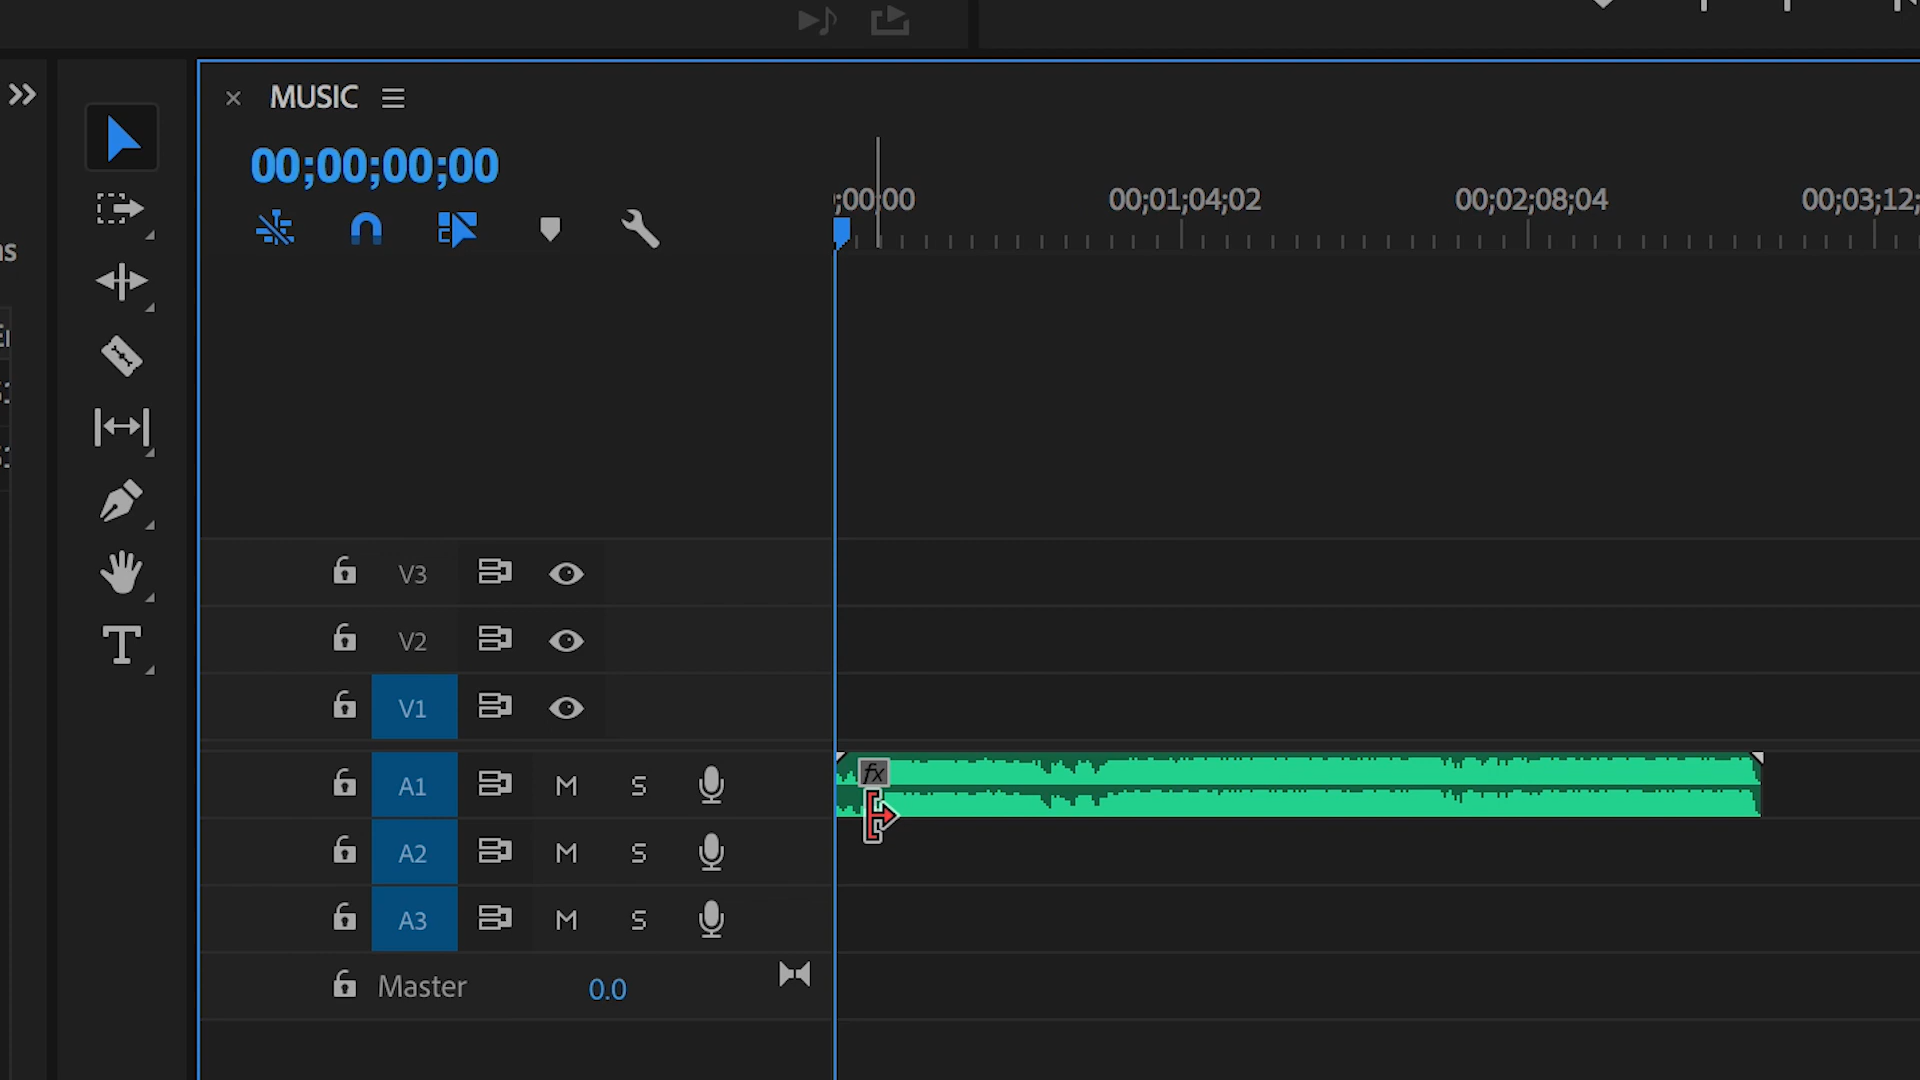 MUSIC
00;00;00;00
;00;00
00;01;04;02
00;02;08;04
00;03;12;
V3
V2
V1
A1 M S
fx
A2 M S
A3 M S
Master 0.0